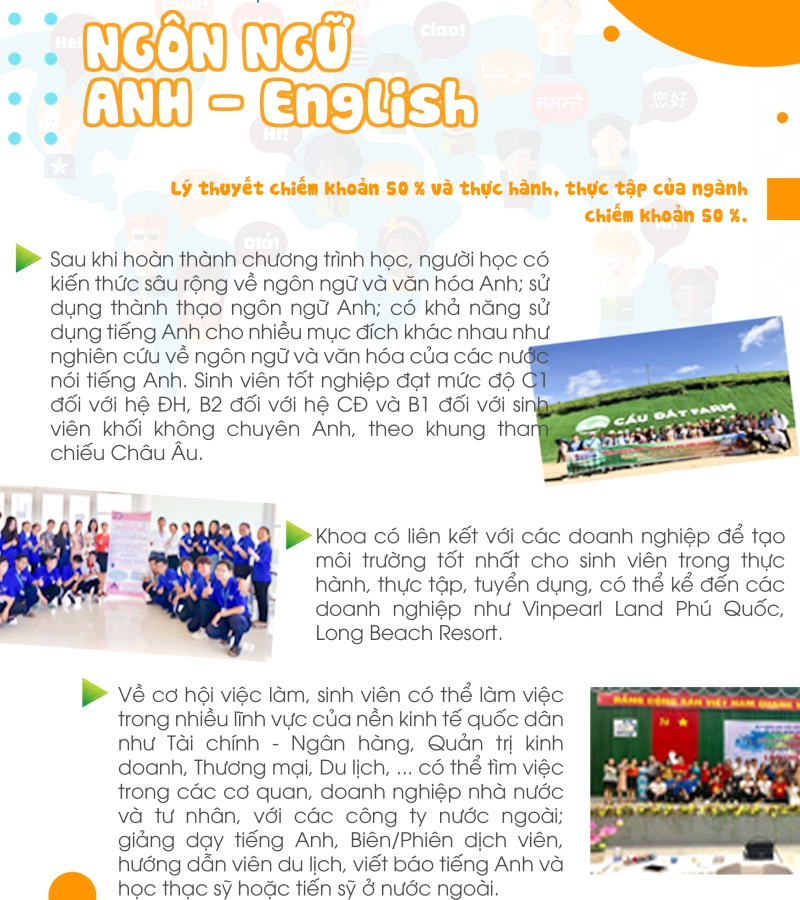 Ciao!
Hel
NGÔN NGỮ
ANH - English
مرحبا
नमस्ते
您好
Hi!
Lý thuyết chiếm khoản 50 % và thực hành, thực tập của ngành
chiếm khoản 50 %.
Hi!
Olá!
Sau khi hoàn thành chương trình học, người học có
kiến thức sâu rộng về ngôn ngữ và văn hóa Anh; sử
dụng thành thạo ngôn ngữ Anh; có khả năng sử
dụng tiếng Anh cho nhiều mục đích khác nhau như
nghiên cứu về ngôn ngữ và văn hóa của các nước
nói tiếng Anh. Sinh viên tốt nghiệp đạt mức độ C1
đối với hệ ĐH, B2 đối với hệ CĐ và B1 đối với sinh
viên khối không chuyên Anh, theo khung tham
chiếu Châu Âu.
CẦU ĐẤT FARM
Khoa có liên kết với các doanh nghiệp để tạo
môi trường tốt nhất cho sinh viên trong thực
hành, thực tập, tuyển dụng, có thể kể đến các
doanh nghiệp như Vinpearl Land Phú Quốc,
Long Beach Resort.
Về cơ hội việc làm, sinh viên có thể làm việc
trong nhiều lĩnh vực của nền kinh tế quốc dân
như Tài chính - Ngân hàng, Quản trị kinh
doanh, Thương mại, Du lịch, ... có thể tìm việc
trong các cơ quan, doanh nghiệp nhà nước
và tư nhân, với các công ty nước ngoài;
giảng dạy tiếng Anh, Biên/Phiên dịch viên,
hướng dẫn viên du lịch, viết báo tiếng Anh và
học thạc sỹ hoặc tiến sỹ ở nước ngoài.
ĐẢNG CỘNG SẢN VIỆT NAM QUANG